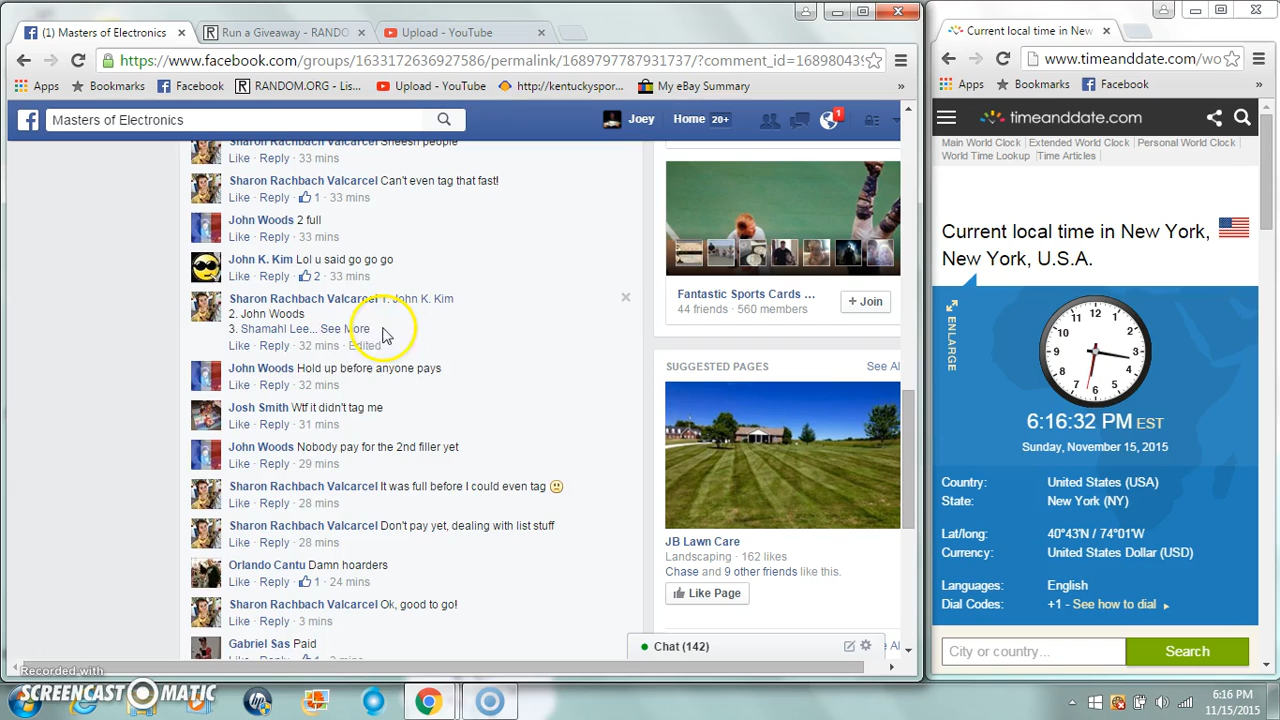 (1) Masters of Electronics
Run a Giveaway - RANDO
Upload - YouTube
https://www.facebook.com/groups/1633172636927586/permalink/1689797787931737/?comment_id=16898043
Apps
Bookmarks
Facebook
RANDOM.ORG - Lis...
Upload - YouTube
http://kentuckyspor...
My eBay Summary
»
Masters of Electronics
Joey
Home 20+
1
Sharon Rachbach Valcarcel Sheesh people
Like · Reply · 33 mins
Sharon Rachbach Valcarcel Can't even tag that fast!
Like · Reply · 1 · 33 mins
John Woods 2 full
Like · Reply · 33 mins
John K. Kim Lol u said go go go
Like · Reply · 2 · 33 mins
Sharon Rachbach Valcarcel 1. John K. Kim
2. John Woods
3. Shamahl Lee... See More
Like · Reply · 32 mins · Edited
John Woods Hold up before anyone pays
Like · Reply · 32 mins
Josh Smith Wtf it didn't tag me
Like · Reply · 31 mins
John Woods Nobody pay for the 2nd filler yet
Like · Reply · 29 mins
Sharon Rachbach Valcarcel It was full before I could even tag
Like · Reply · 28 mins
Sharon Rachbach Valcarcel Don't pay yet, dealing with list stuff
Like · Reply · 28 mins
Orlando Cantu Damn hoarders
Like · Reply · 1 · 24 mins
Sharon Rachbach Valcarcel Ok, good to go!
Like · Reply · 3 mins
Gabriel Sas Paid
Fantastic Sports Cards ...
44 friends · 560 members
+ Join
SUGGESTED PAGES
See Al
JB Lawn Care
Landscaping · 162 likes
Chase and 9 other friends like this.
Like Page
Chat (142)
Recorded with
SCREENCAST-O-MATIC
Current local time in New
www.timeanddate.com/wo
Apps
Bookmarks
Facebook
»
timeanddate.com
Main World Clock Extended World Clock Personal World Clock
World Time Lookup Time Articles
Current local time in New York,
New York, U.S.A.
ENLARGE
12
1
2
3
4
5
6
7
8
9
10
11
6:16:32 PM EST
Sunday, November 15, 2015
Country: United States (USA)
State: New York (NY)
Lat/long: 40°43'N / 74°01'W
Currency: United States Dollar (USD)
Languages: English
Dial Codes: +1 - See how to dial
City or country...
Search
6:16 PM
11/15/2015